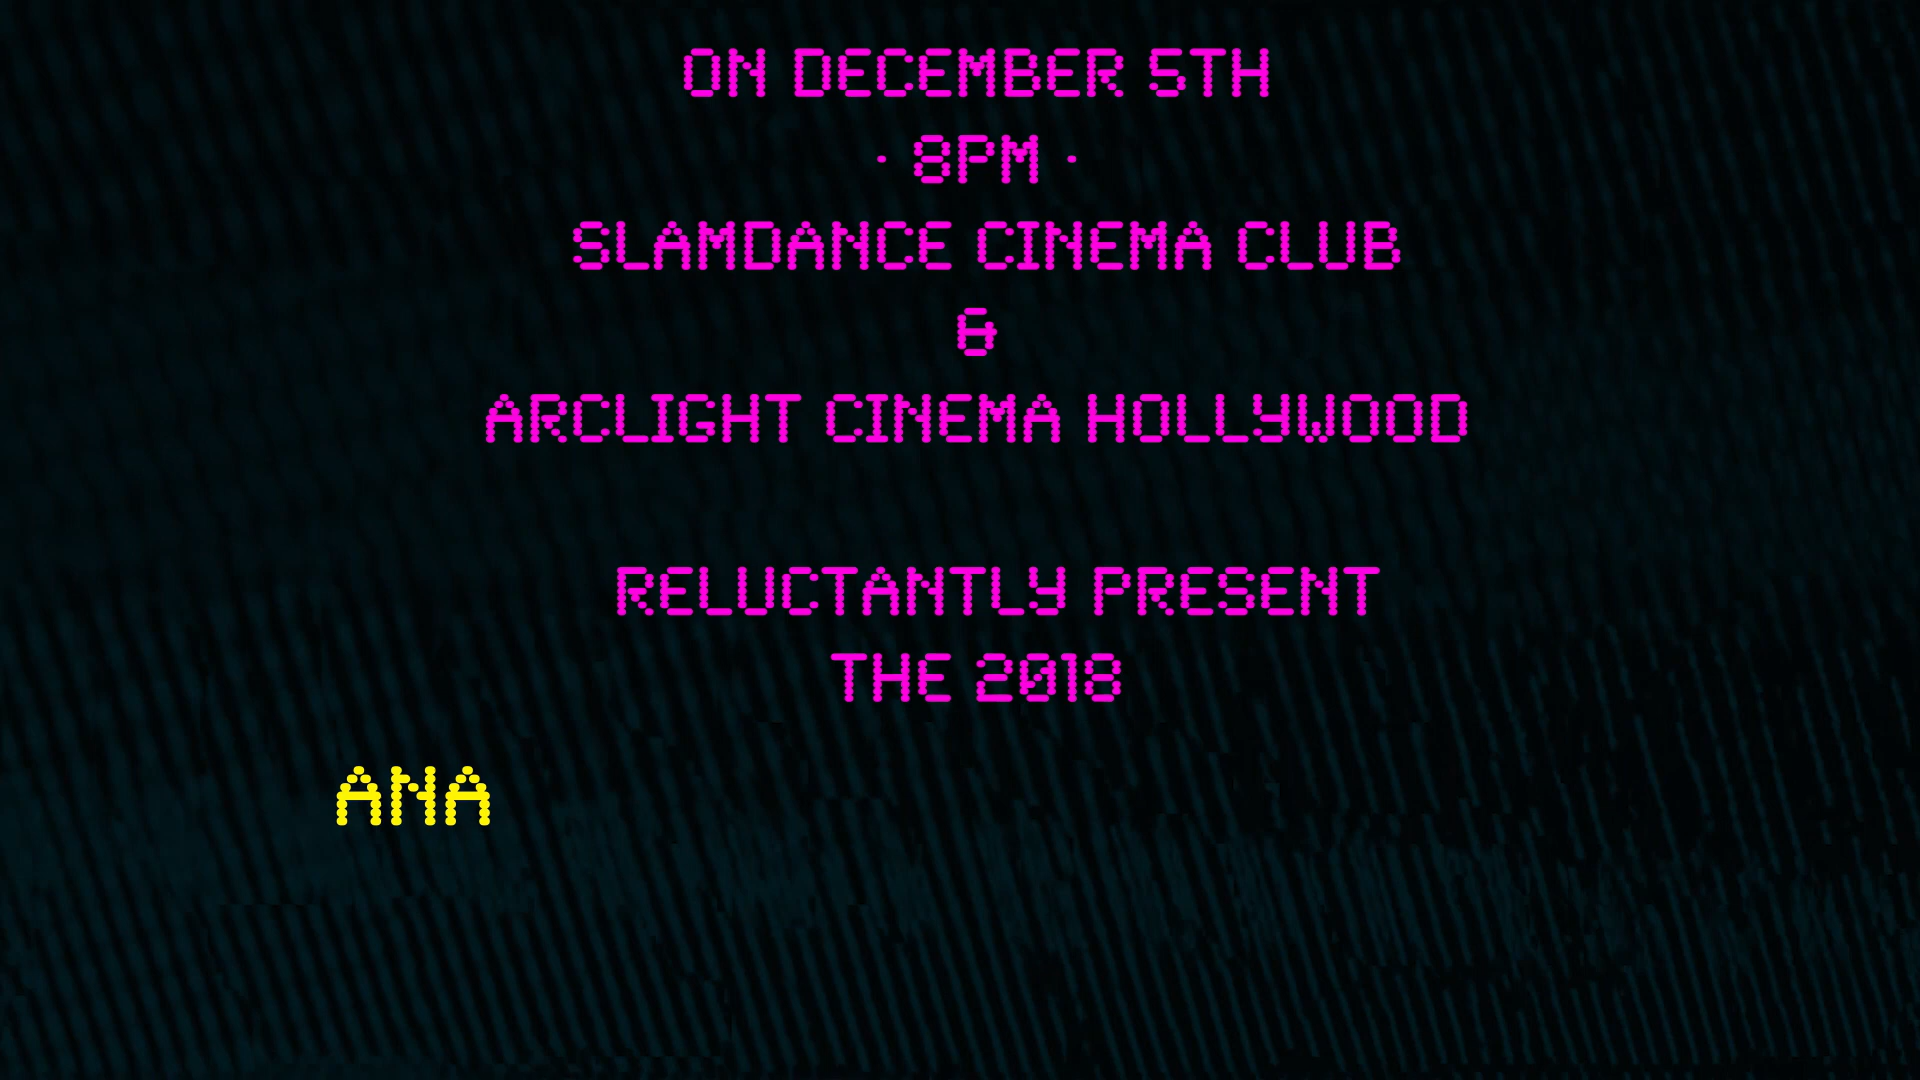 ON DECEMBER 5TH
· 8PM ·
SLAMDANCE CINEMA CLUB
&
ARCLIGHT CINEMA HOLLYWOOD
RELUCTANTLY PRESENT
THE 2018
ANA